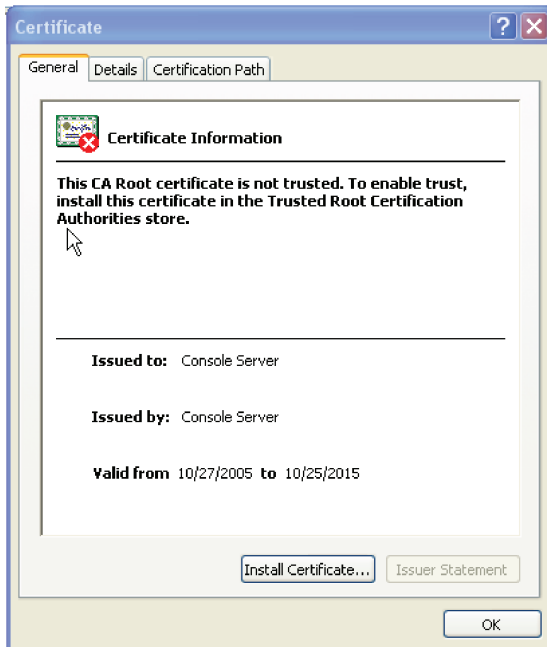 Certificate
General Details Certification Path
Certificate Information
This CA Root certificate is not trusted. To enable trust,
install this certificate in the Trusted Root Certification
Authorities store.
Issued to: Console Server
Issued by: Console Server
Valid from 10/27/2005 to 10/25/2015
Install Certificate... Issuer Statement
OK